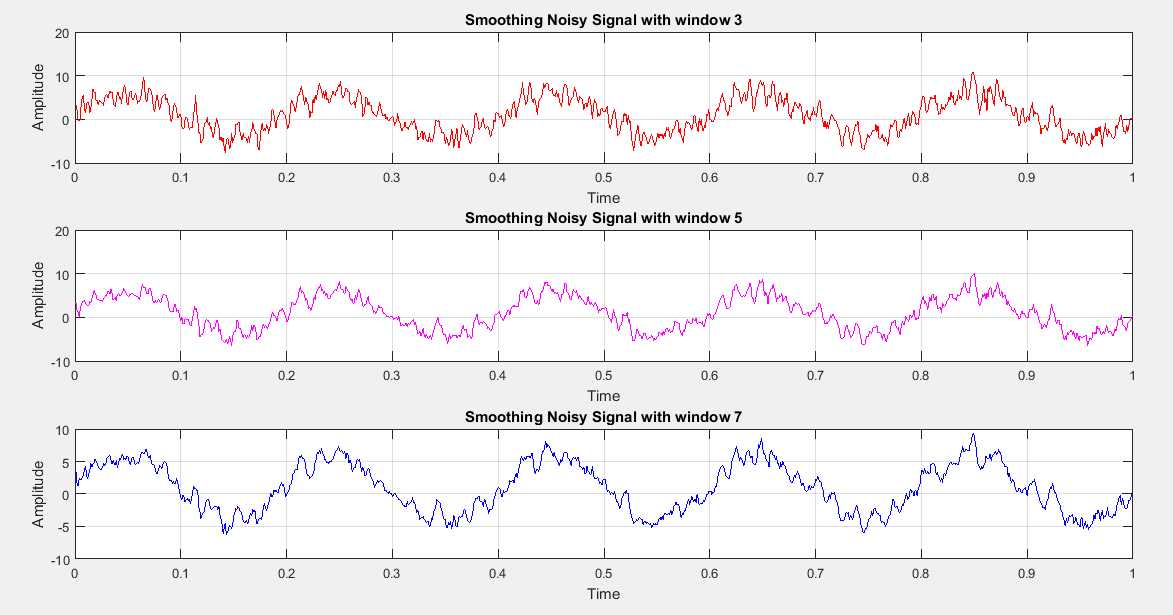 Smoothing Noisy Signal with window 3
20
10
0
-10
Amplitude
0 0.1 0.2 0.3 0.4 0.5 0.6 0.7 0.8 0.9 1
Time
Smoothing Noisy Signal with window 5
20
10
0
-10
Amplitude
0 0.1 0.2 0.3 0.4 0.5 0.6 0.7 0.8 0.9 1
Time
Smoothing Noisy Signal with window 7
10
5
0
-5
-10
Amplitude
0 0.1 0.2 0.3 0.4 0.5 0.6 0.7 0.8 0.9 1
Time